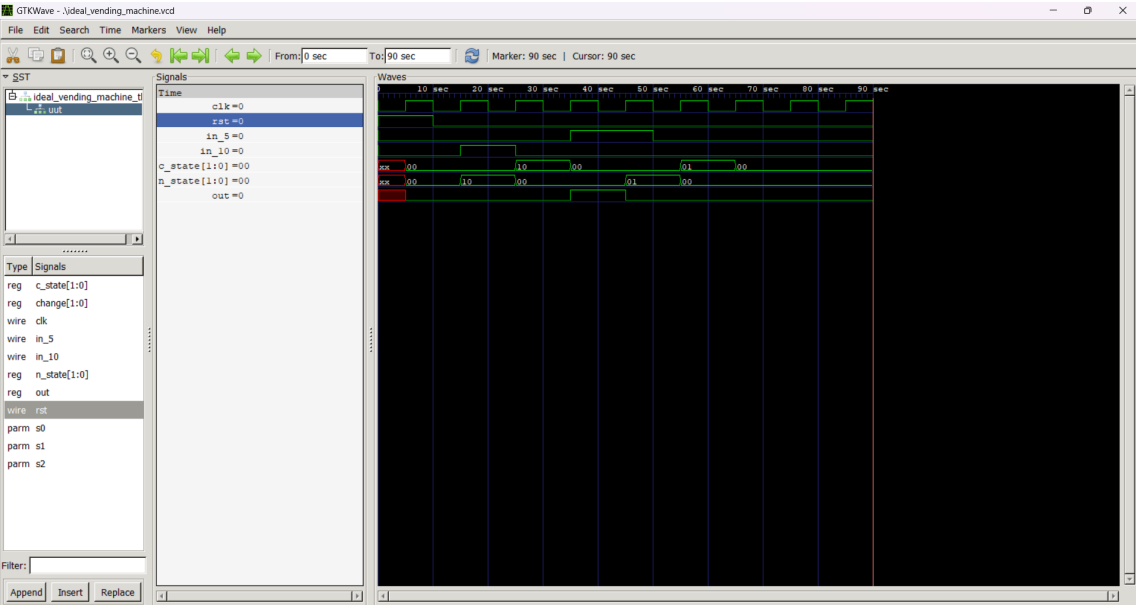 GTKWave - .\ideal_vending_machine.vcd
File Edit Search Time Markers View Help
From: 0 sec To: 90 sec Marker: 90 sec | Cursor: 90 sec
SST
ideal_vending_machine_t
uut
Type Signals
reg c_state[1:0]
reg change[1:0]
wire clk
wire in_5
wire in_10
reg n_state[1:0]
reg out
wire rst
parm s0
parm s1
parm s2
Filter:
Append Insert Replace
Signals
Time
clk=0
rst=0
in_5=0
in_10=0
c_state[1:0]=00
n_state[1:0]=00
out=0
Waves
0 10 sec 20 sec 30 sec 40 sec 50 sec 60 sec 70 sec 80 sec 90 sec
xx 00 10 00 01 00
xx 00 10 00 01 00